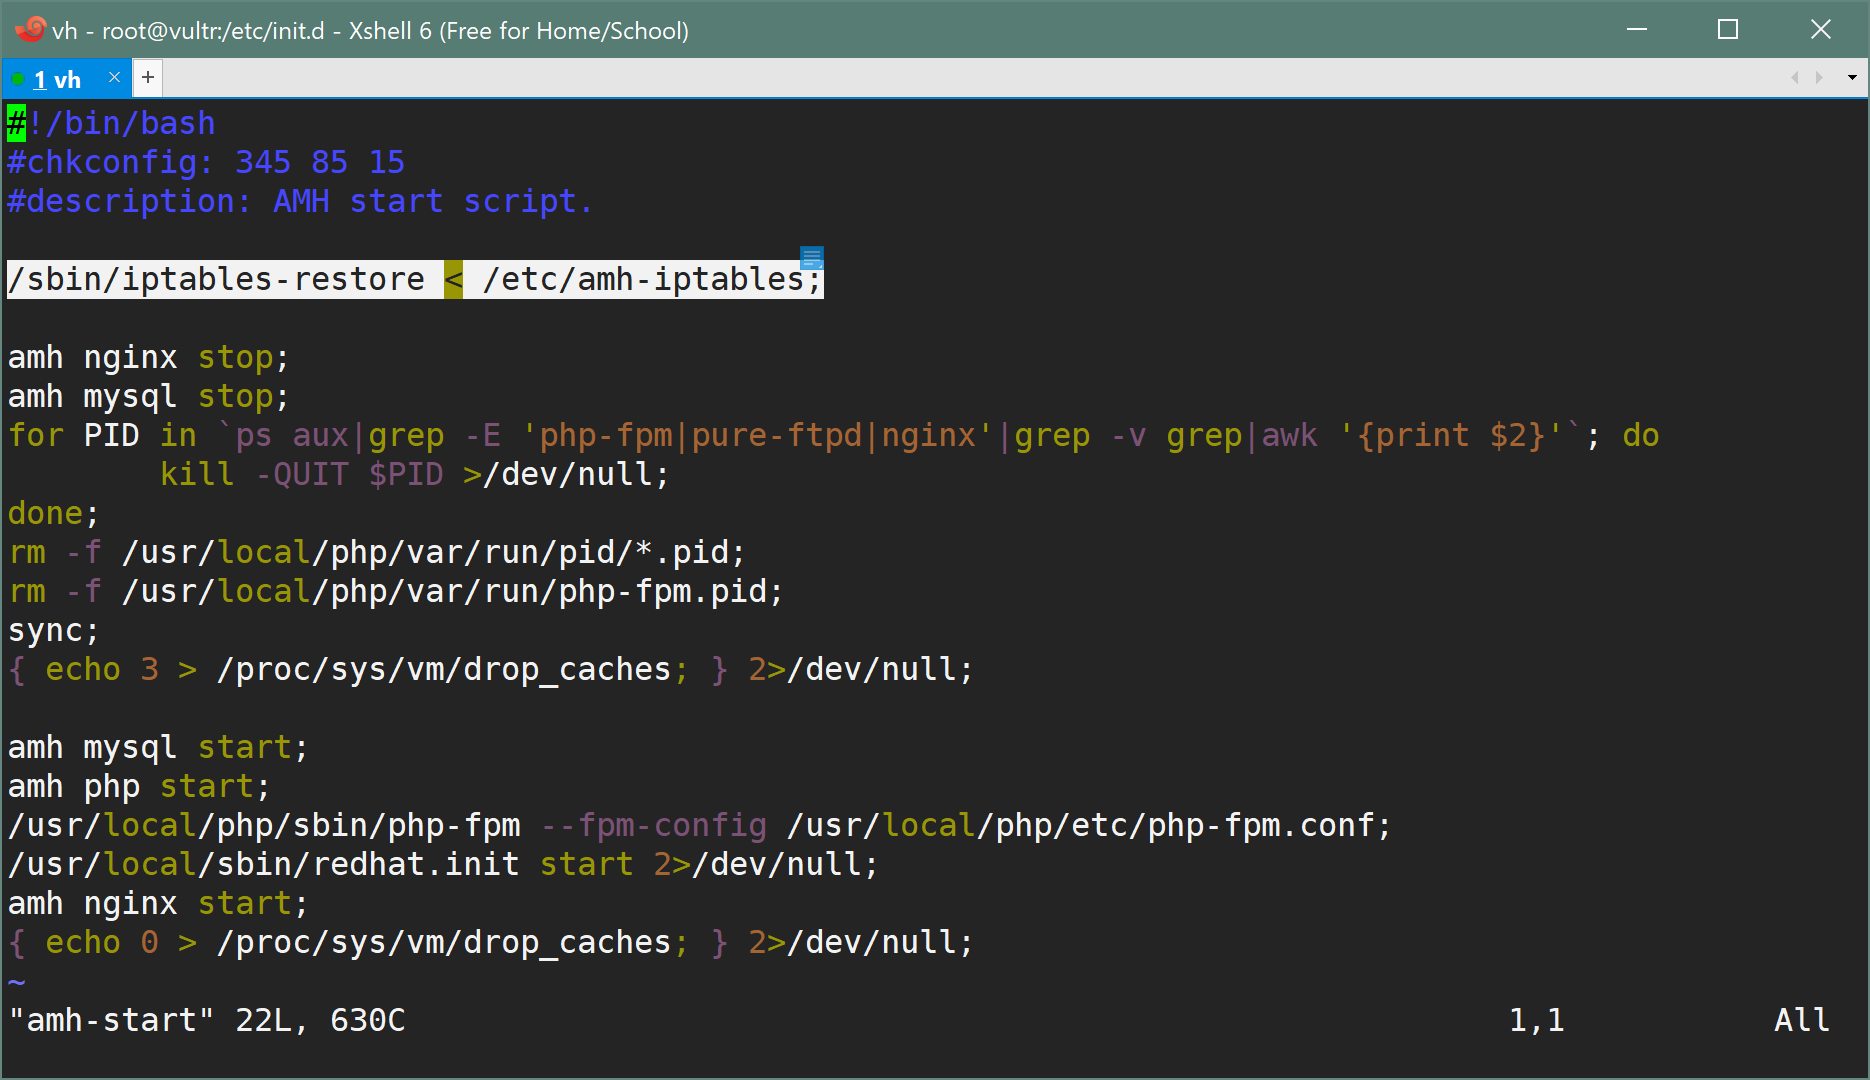 vh - root@vultr:/etc/init.d - Xshell 6 (Free for Home/School)
1 vh × +
#!/bin/bash
#chkconfig: 345 85 15
#description: AMH start script.
/sbin/iptables-restore < /etc/amh-iptables;
amh nginx stop;
amh mysql stop;
for PID in `ps aux|grep -E 'php-fpm|pure-ftpd|nginx'|grep -v grep|awk '{print $2}'`; do
        kill -QUIT $PID >/dev/null;
done;
rm -f /usr/local/php/var/run/pid/*.pid;
rm -f /usr/local/php/var/run/php-fpm.pid;
sync;
{ echo 3 > /proc/sys/vm/drop_caches; } 2>/dev/null;
amh mysql start;
amh php start;
/usr/local/php/sbin/php-fpm --fpm-config /usr/local/php/etc/php-fpm.conf;
/usr/local/sbin/redhat.init start 2>/dev/null;
amh nginx start;
{ echo 0 > /proc/sys/vm/drop_caches; } 2>/dev/null;
~
"amh-start" 22L, 630C 1,1 All